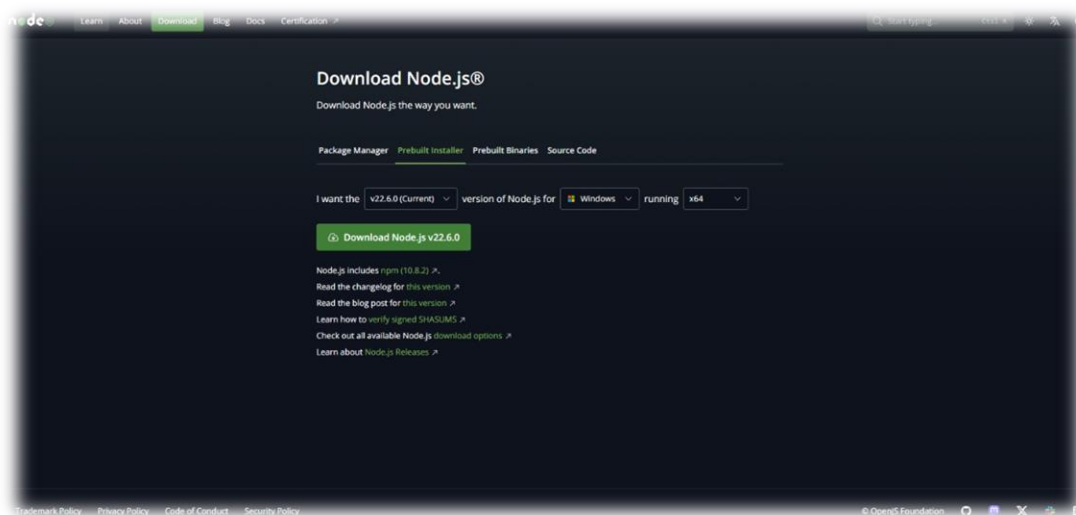 node
Learn About Download Blog Docs Certification ↗
Start typing... Ctrl K
Download Node.js®
Download Node.js the way you want.
Package Manager Prebuilt Installer Prebuilt Binaries Source Code
I want the v22.6.0 (Current) version of Node.js for Windows running x64
Download Node.js v22.6.0
Node.js includes npm (10.8.2) ↗.
Read the changelog for this version ↗
Read the blog post for this version ↗
Learn how to verify signed SHASUMS ↗
Check out all available Node.js download options ↗
Learn about Node.js Releases ↗
Trademark Policy Privacy Policy Code of Conduct Security Policy
© OpenJS Foundation